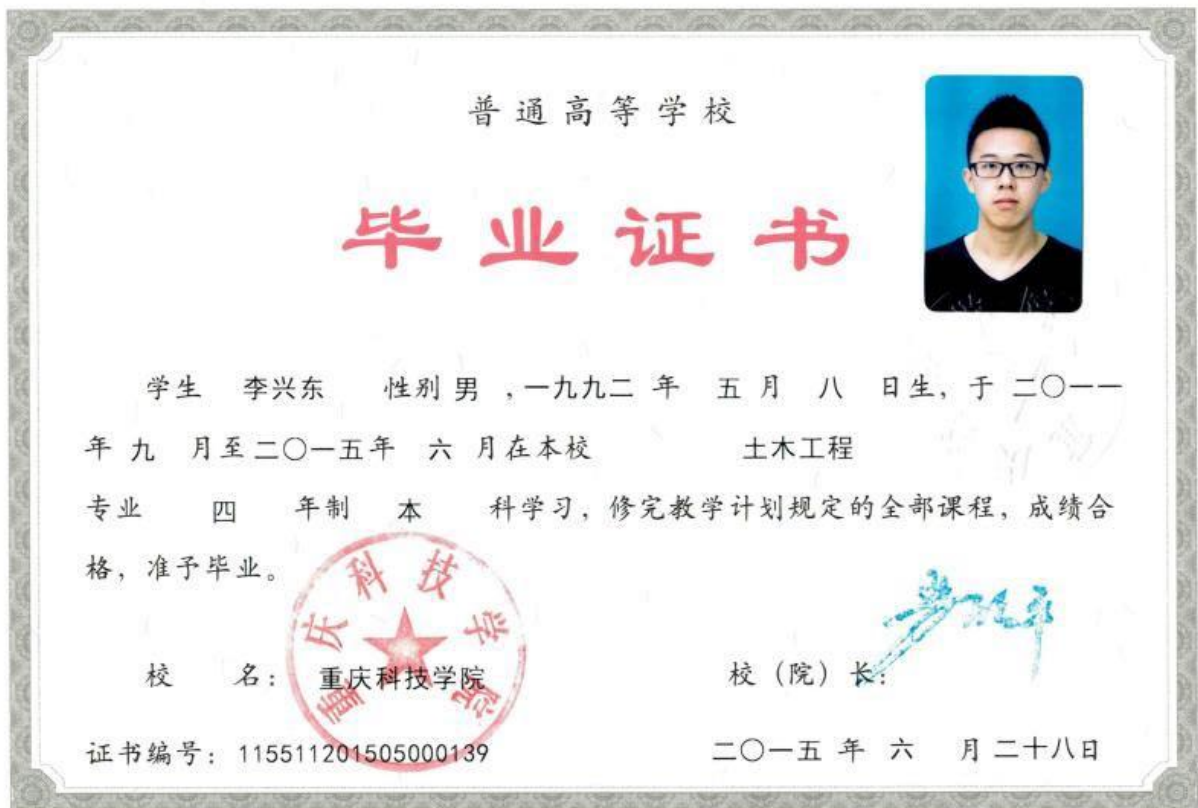 普通高等学校
毕业证书
学生 李兴东 性别 男 ,一九九二 年 五 月 八 日生, 于 二〇一一
年 九 月至二〇一五年 六 月在本校 土木工程
专业 四 年制 本 科学习, 修完教学计划规定的全部课程, 成绩合
格, 准予毕业。
重庆科技学院
校 名: 重庆科技学院 校(院)长:
证书编号: 115511201505000139 二〇一五 年 六 月 二十八日